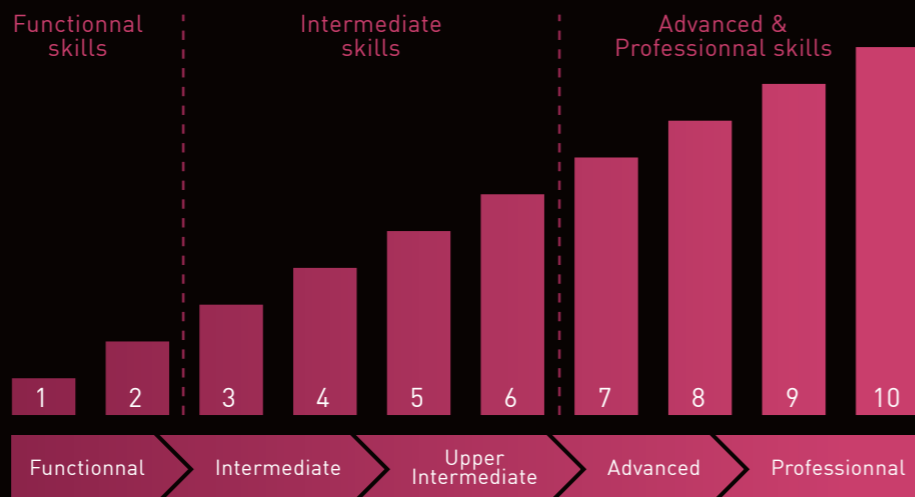 Functionnal
skills
Intermediate
skills
Advanced &
Professionnal skills
1 2 3 4 5 6 7 8 9 10
Functionnal
Intermediate
Upper
Intermediate
Advanced
Professionnal